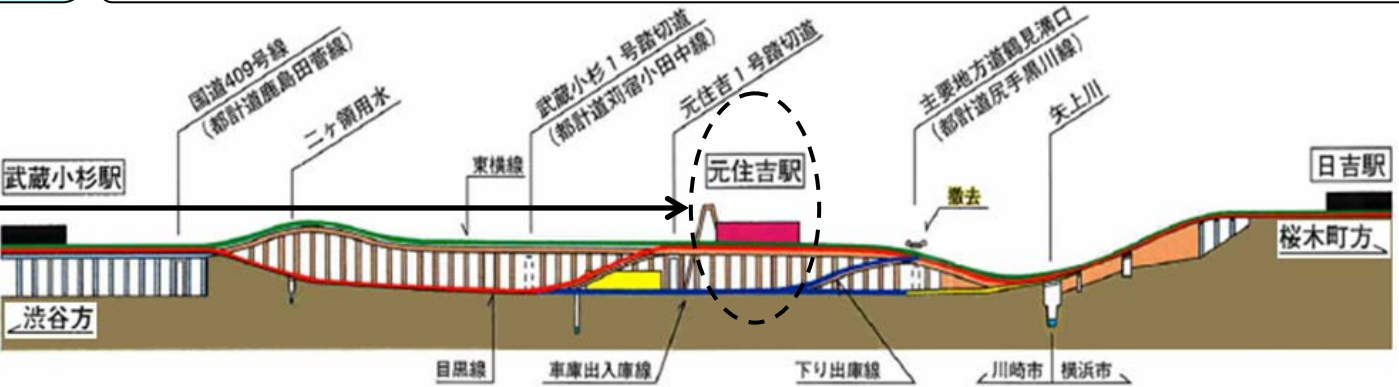 国道409号線
(都計道鹿島田菅線)
二ヶ領用水
武蔵小杉1号踏切道
(都計道苅宿小田中線)
元住吉1号踏切道
主要地方道鶴見溝口
(都計道尻手黒川線)
矢上川
武蔵小杉駅
東横線
元住吉駅
撤去
日吉駅
桜木町方
渋谷方
目黒線
車庫出入庫線
下り出庫線
川崎市
横浜市